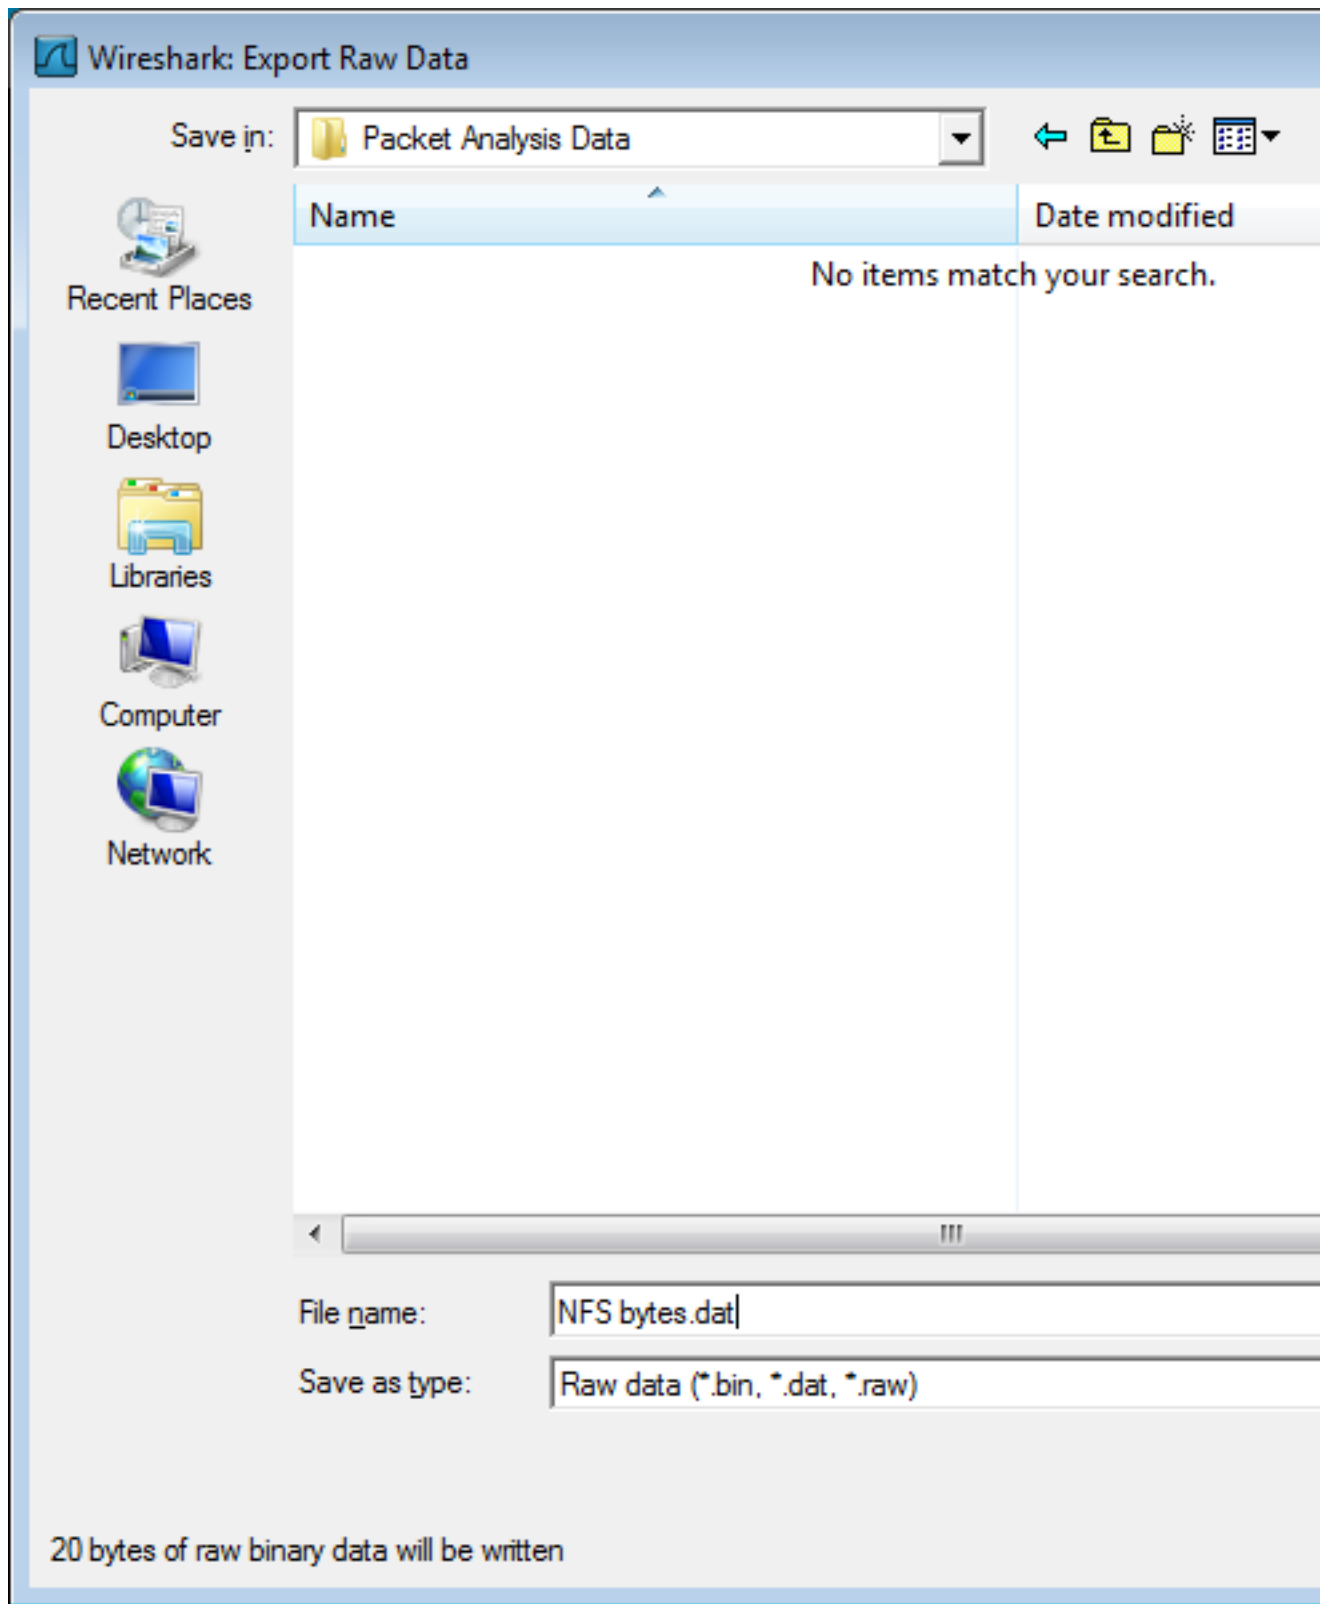 Wireshark: Export Raw Data
Save in: Packet Analysis Data
Name Date modified
No items match your search.
Recent Places
Desktop
Libraries
Computer
Network
File name: NFS bytes.dat
Save as type: Raw data (*.bin, *.dat, *.raw)
20 bytes of raw binary data will be written